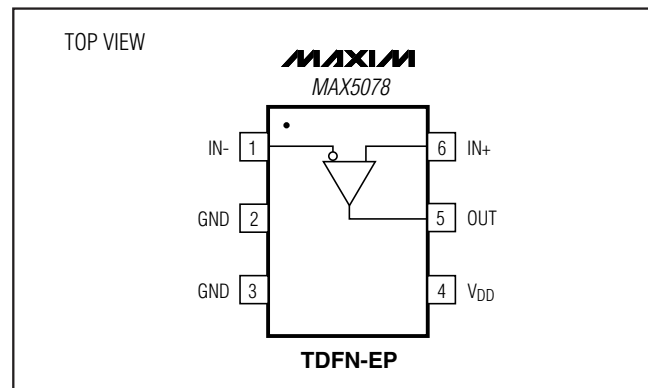 TOP VIEW
MAXIM
MAX5078
IN- 1 6 IN+
GND 2 5 OUT
GND 3 4 VDD
TDFN-EP